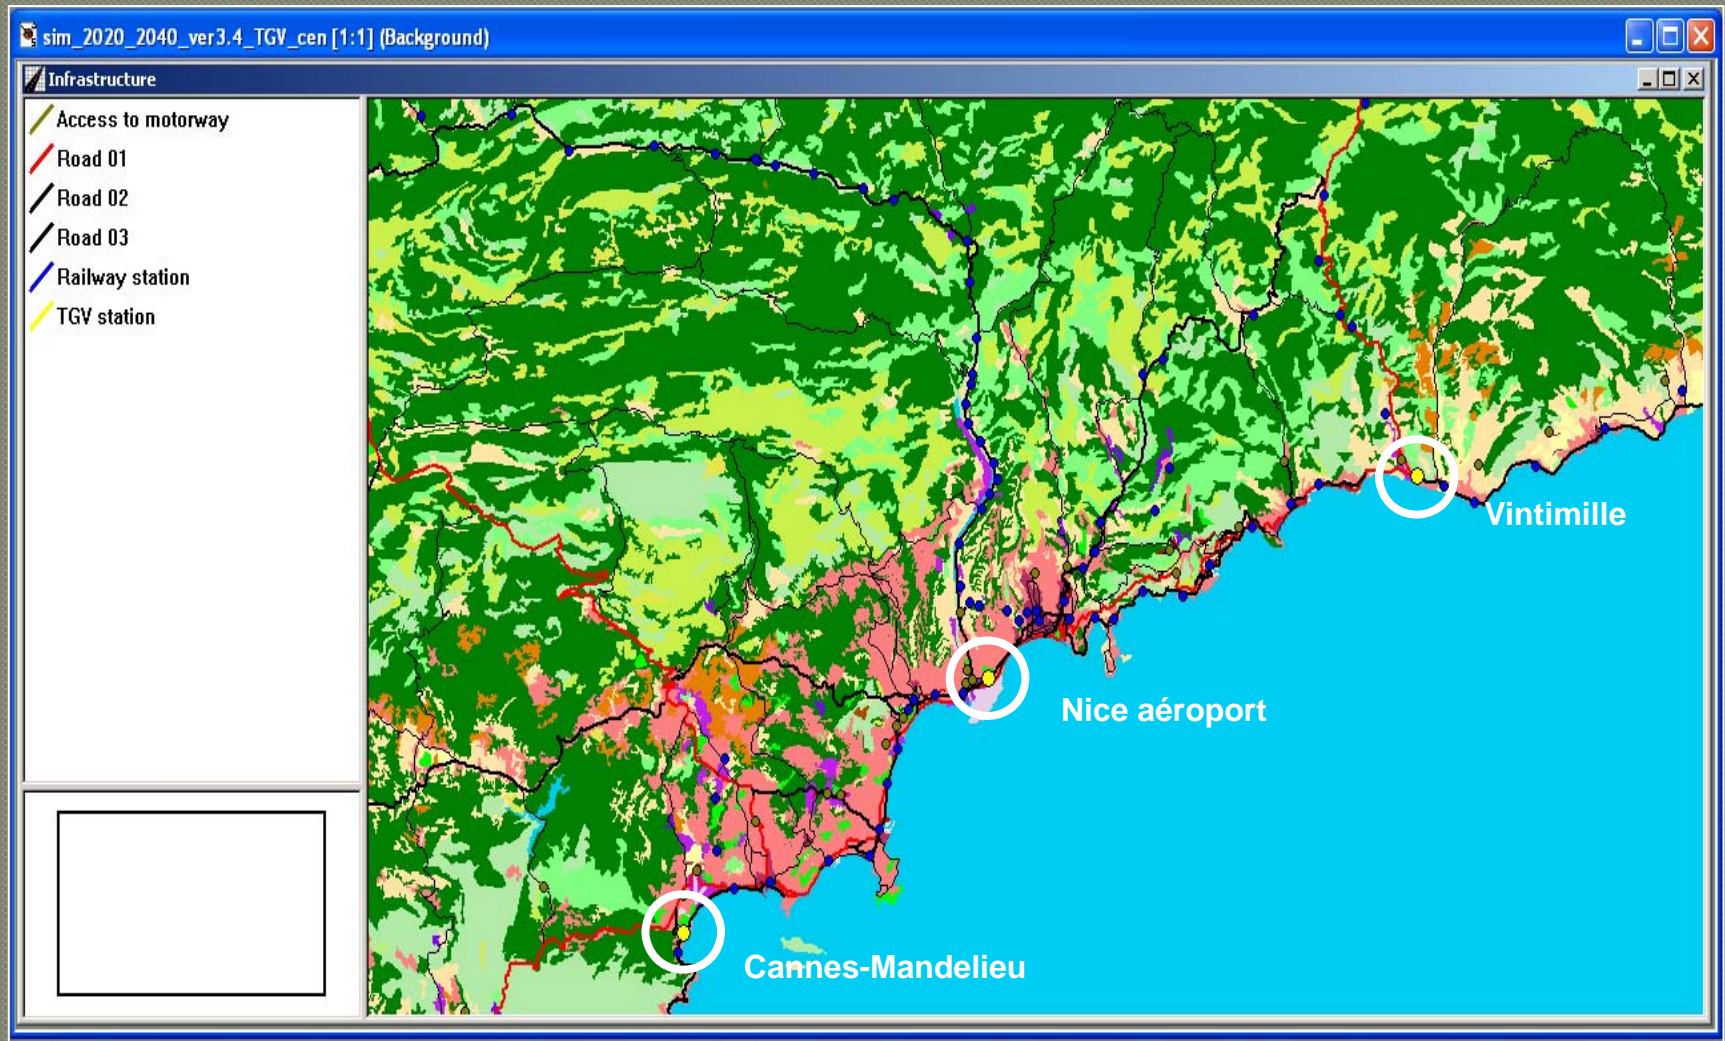 sim_2020_2040_ver3.4_TGV_cen [1:1] (Background)
Infrastructure
Access to motorway
Road 01
Road 02
Road 03
Railway station
TGV station
Vintimille
Nice aéroport
Cannes-Mandelieu